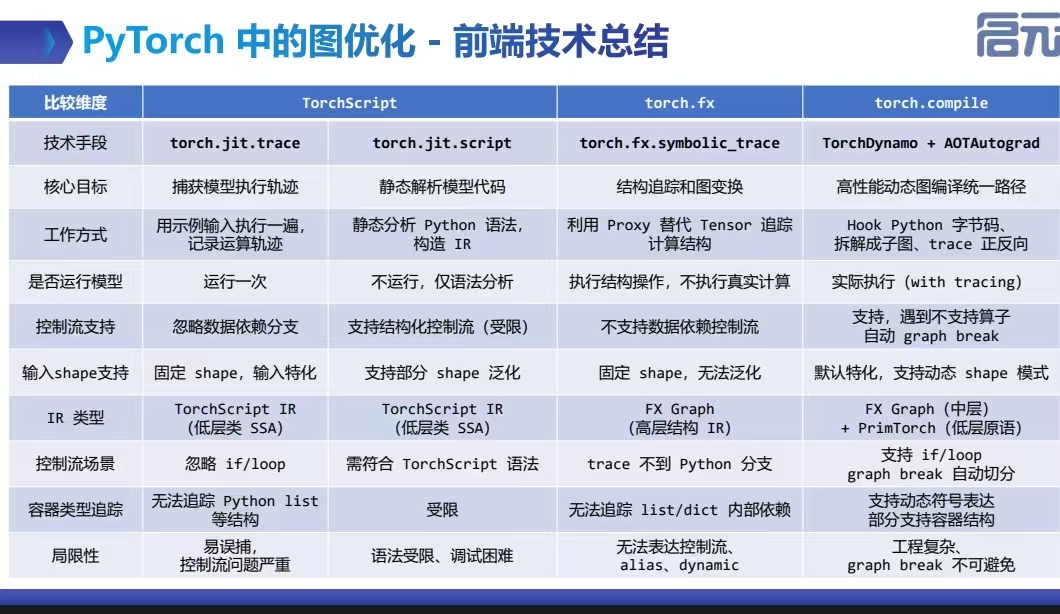 PyTorch 中的图优化 - 前端技术总结
启元
比较维度 TorchScript torch.fx torch.compile
技术手段 torch.jit.trace torch.jit.script torch.fx.symbolic_trace TorchDynamo + AOTAutograd
核心目标 捕获模型执行轨迹 静态解析模型代码 结构追踪和图变换 高性能动态图编译统一路径
工作方式 用示例输入执行一遍， 静态分析 Python 语法， 利用 Proxy 替代 Tensor 追踪 Hook Python 字节码、
记录运算轨迹 构造 IR 计算结构 拆解成子图、trace 正反向
是否运行模型 运行一次 不运行，仅语法分析 执行结构操作，不执行真实计算 实际执行（with tracing）
控制流支持 忽略数据依赖分支 支持结构化控制流（受限） 不支持数据依赖控制流 支持，遇到不支持算子
自动 graph break
输入shape支持 固定 shape，输入特化 支持部分 shape 泛化 固定 shape，无法泛化 默认特化，支持动态 shape 模式
IR 类型 TorchScript IR TorchScript IR FX Graph FX Graph（中层）
（低层类 SSA） （低层类 SSA） （高层结构 IR） + PrimTorch（低层原语）
控制流场景 忽略 if/loop 需符合 TorchScript 语法 trace 不到 Python 分支 支持 if/loop
graph break 自动切分
容器类型追踪 无法追踪 Python list 受限 无法追踪 list/dict 内部依赖 支持动态符号表达
等结构 部分支持容器结构
局限性 易误捕， 语法受限、调试困难 无法表达控制流、 工程复杂、
控制流问题严重 alias、dynamic graph break 不可避免